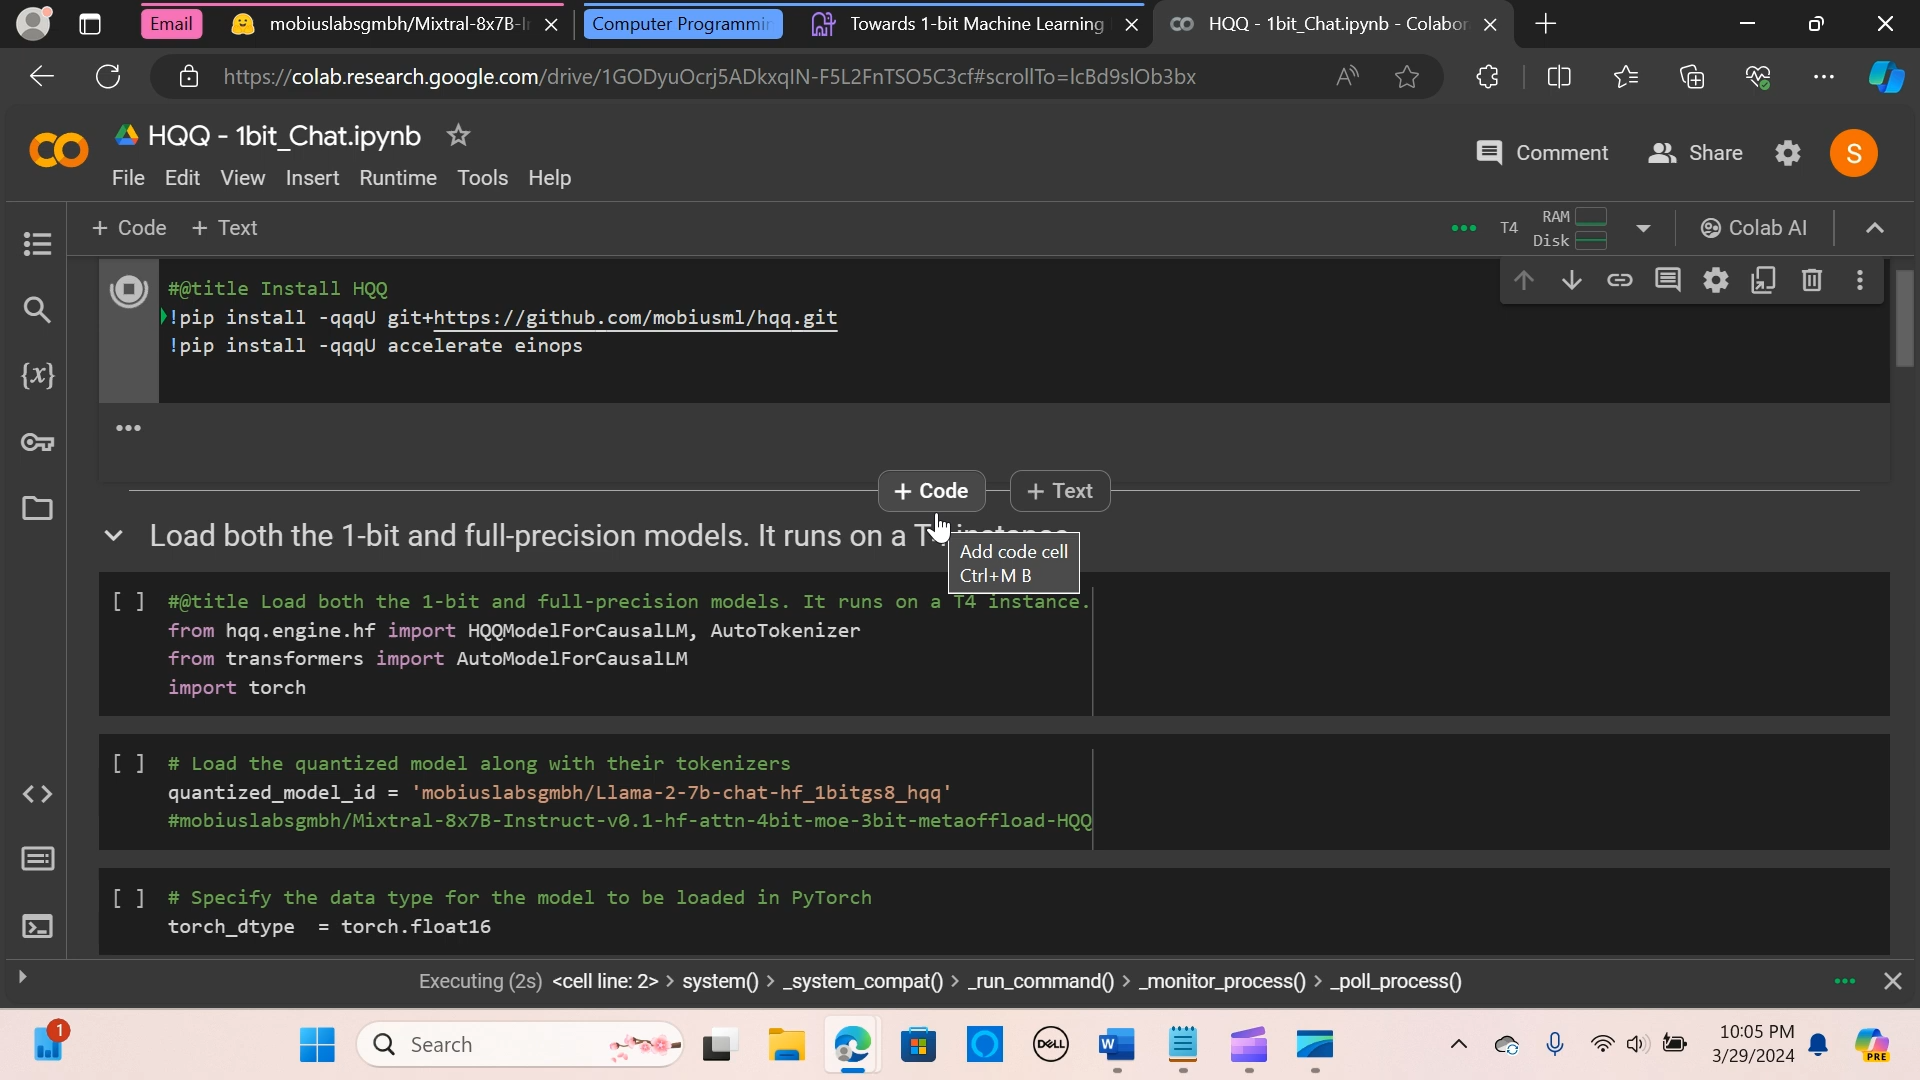 Email
mobiuslabsgmbh/Mixtral-8x7B-I
Computer Programmi
Towards 1-bit Machine Learning
HQQ - 1bit_Chat.ipynb - Colabor
https://colab.research.google.com/drive/1GODyuOcrj5ADkxqIN-F5L2FnTSO5C3cf#scrollTo=lcBd9slOb3bx
HQQ - 1bit_Chat.ipynb
Comment
Share
S
File Edit View Insert Runtime Tools Help
+ Code + Text
T4
RAM
Disk
Colab AI
#@title Install HQQ
!pip install -qqqU git+https://github.com/mobiusml/hqq.git
!pip install -qqqU accelerate einops
+ Code
+ Text
Load both the 1-bit and full-precision models. It runs on a T4 instance.
Add code cell
Ctrl+M B
[ ] #@title Load both the 1-bit and full-precision models. It runs on a T4 instance.
from hqq.engine.hf import HQQModelForCausalLM, AutoTokenizer
from transformers import AutoModelForCausalLM
import torch
[ ] # Load the quantized model along with their tokenizers
quantized_model_id = 'mobiuslabsgmbh/Llama-2-7b-chat-hf_1bitgs8_hqq'
#mobiuslabsgmbh/Mixtral-8x7B-Instruct-v0.1-hf-attn-4bit-moe-3bit-metaoffload-HQQ
[ ] # Specify the data type for the model to be loaded in PyTorch
torch_dtype = torch.float16
Executing (2s) <cell line: 2> > system() > _system_compat() > _run_command() > _monitor_process() > _poll_process()
1
Search
DELL
W
10:05 PM
3/29/2024
PRE